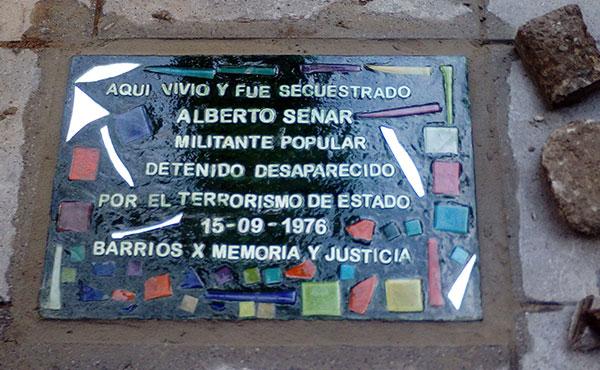 AQUI VIVIO Y FUE SECUESTRADO
ALBERTO SENAR
MILITANTE POPULAR
DETENIDO DESAPARECIDO
POR EL TERRORISMO DE ESTADO
15-09-1976
BARRIOS X MEMORIA Y JUSTICIA